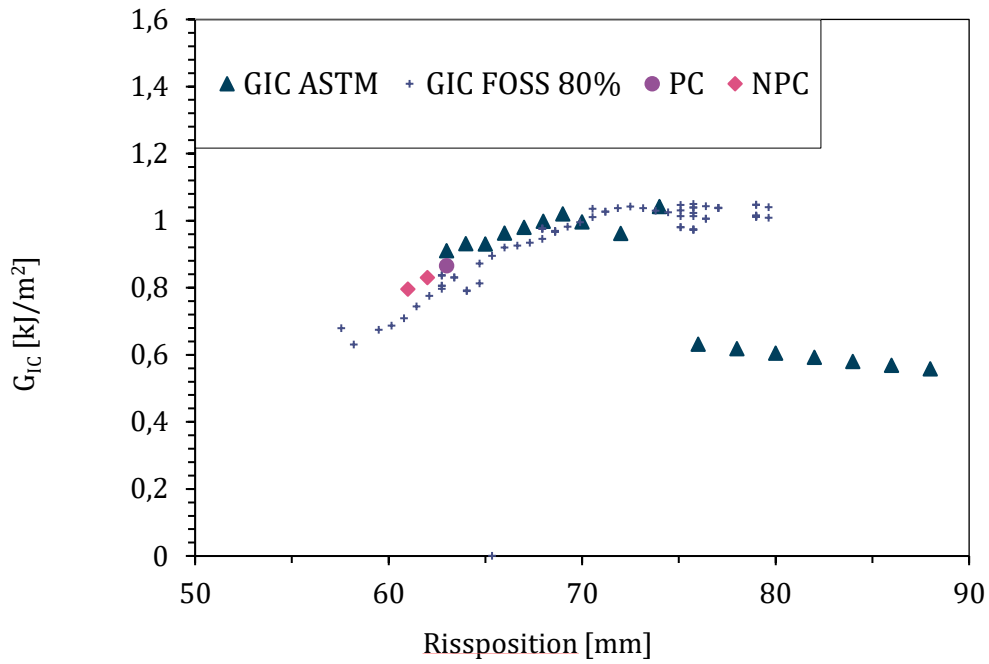 1,6
1,4
1,2
1
0,8
0,6
0,4
0,2
0
GIC ASTM GIC FOSS 80% PC NPC
G_IC [kJ/m²]
50 60 70 80 90
Rissposition [mm]